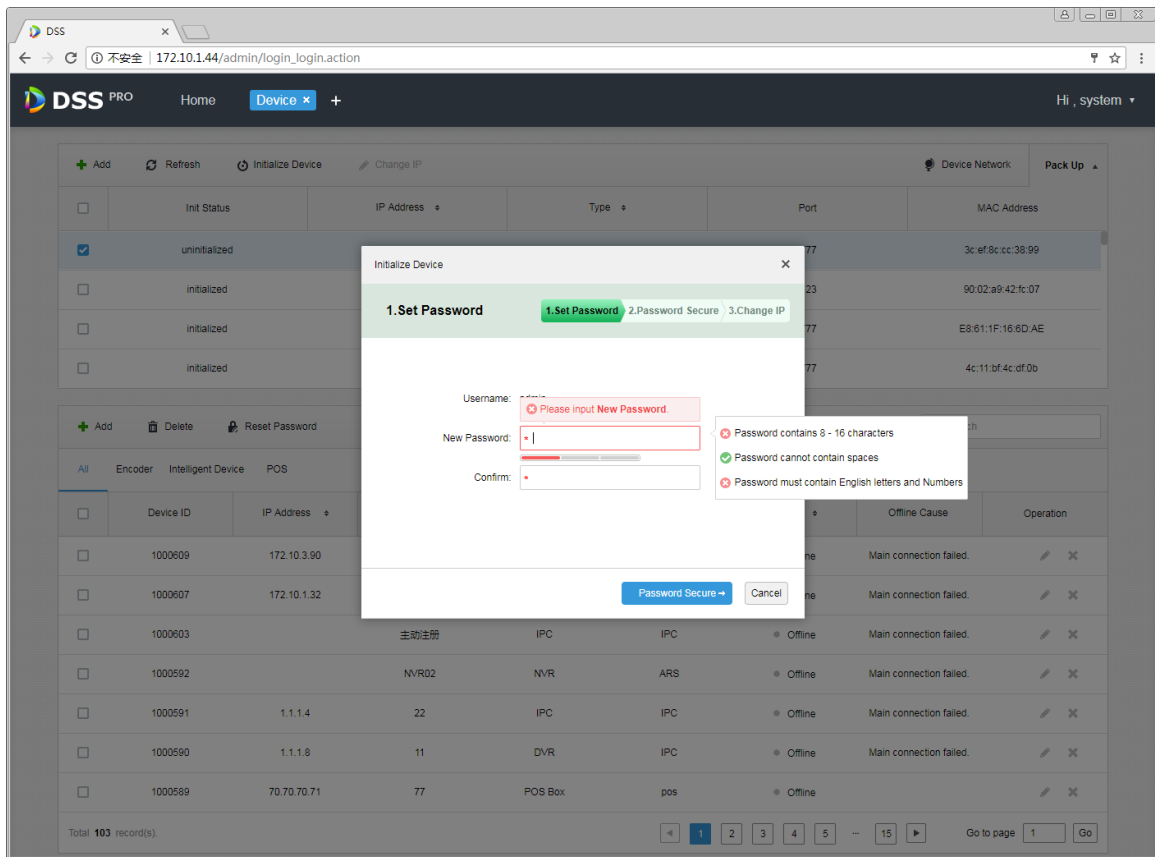 DSS
不安全 | 172.10.1.44/admin/login_login.action
DSS PRO Home Device + Hi , system
Add Refresh Initialize Device Change IP Device Network Pack Up
Init Status IP Address Type Port MAC Address
uninitialized 77 3c:ef:8c:cc:38:99
initialized 23 90:02:a9:42:fc:07
initialized 77 E8:61:1F:16:6D:AE
initialized 77 4c:11:bf:4c:df:0b
Initialize Device
1.Set Password 1.Set Password 2.Password Secure 3.Change IP
Username:
Please input New Password.
New Password: *
Confirm: *
Password contains 8 - 16 characters
Password cannot contain spaces
Password must contain English letters and Numbers
Password Secure Cancel
Add Delete Reset Password ch
All Encoder Intelligent Device POS
Device ID IP Address Offline Cause Operation
1000609 172.10.3.90 ne Main connection failed.
1000607 172.10.1.32 ne Main connection failed.
1000603 主动注册 IPC IPC Offline Main connection failed.
1000592 NVR02 NVR ARS Offline Main connection failed.
1000591 1.1.1.4 22 IPC IPC Offline Main connection failed.
1000590 1.1.1.8 11 DVR IPC Offline Main connection failed.
1000589 70.70.70.71 77 POS Box pos Offline
Total 103 record(s). 1 2 3 4 5 ... 15 Go to page 1 Go